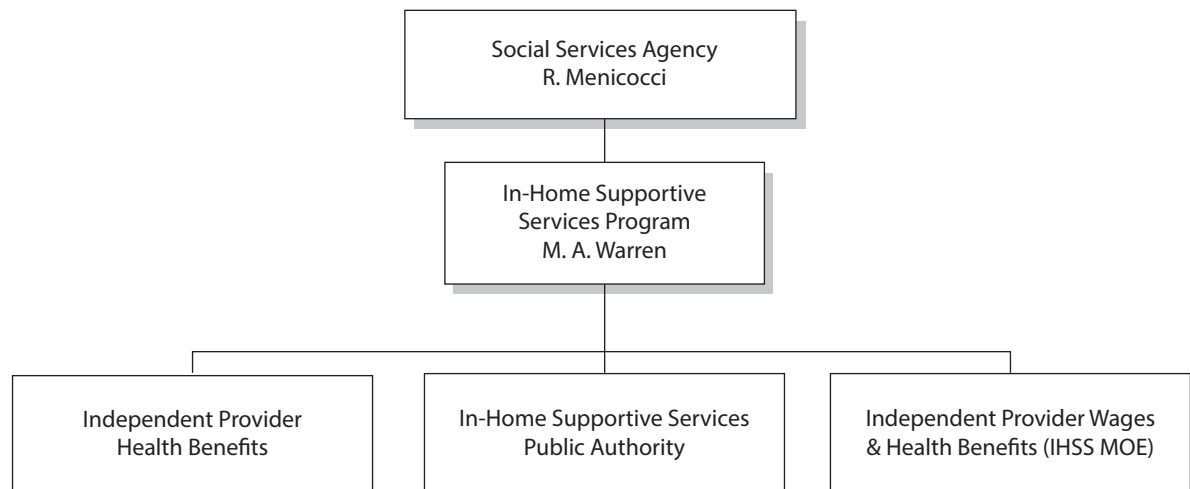 Social Services Agency
R. Menicocci
In-Home Supportive
Services Program
M. A. Warren
Independent Provider
Health Benefits
In-Home Supportive Services
Public Authority
Independent Provider Wages
& Health Benefits (IHSS MOE)